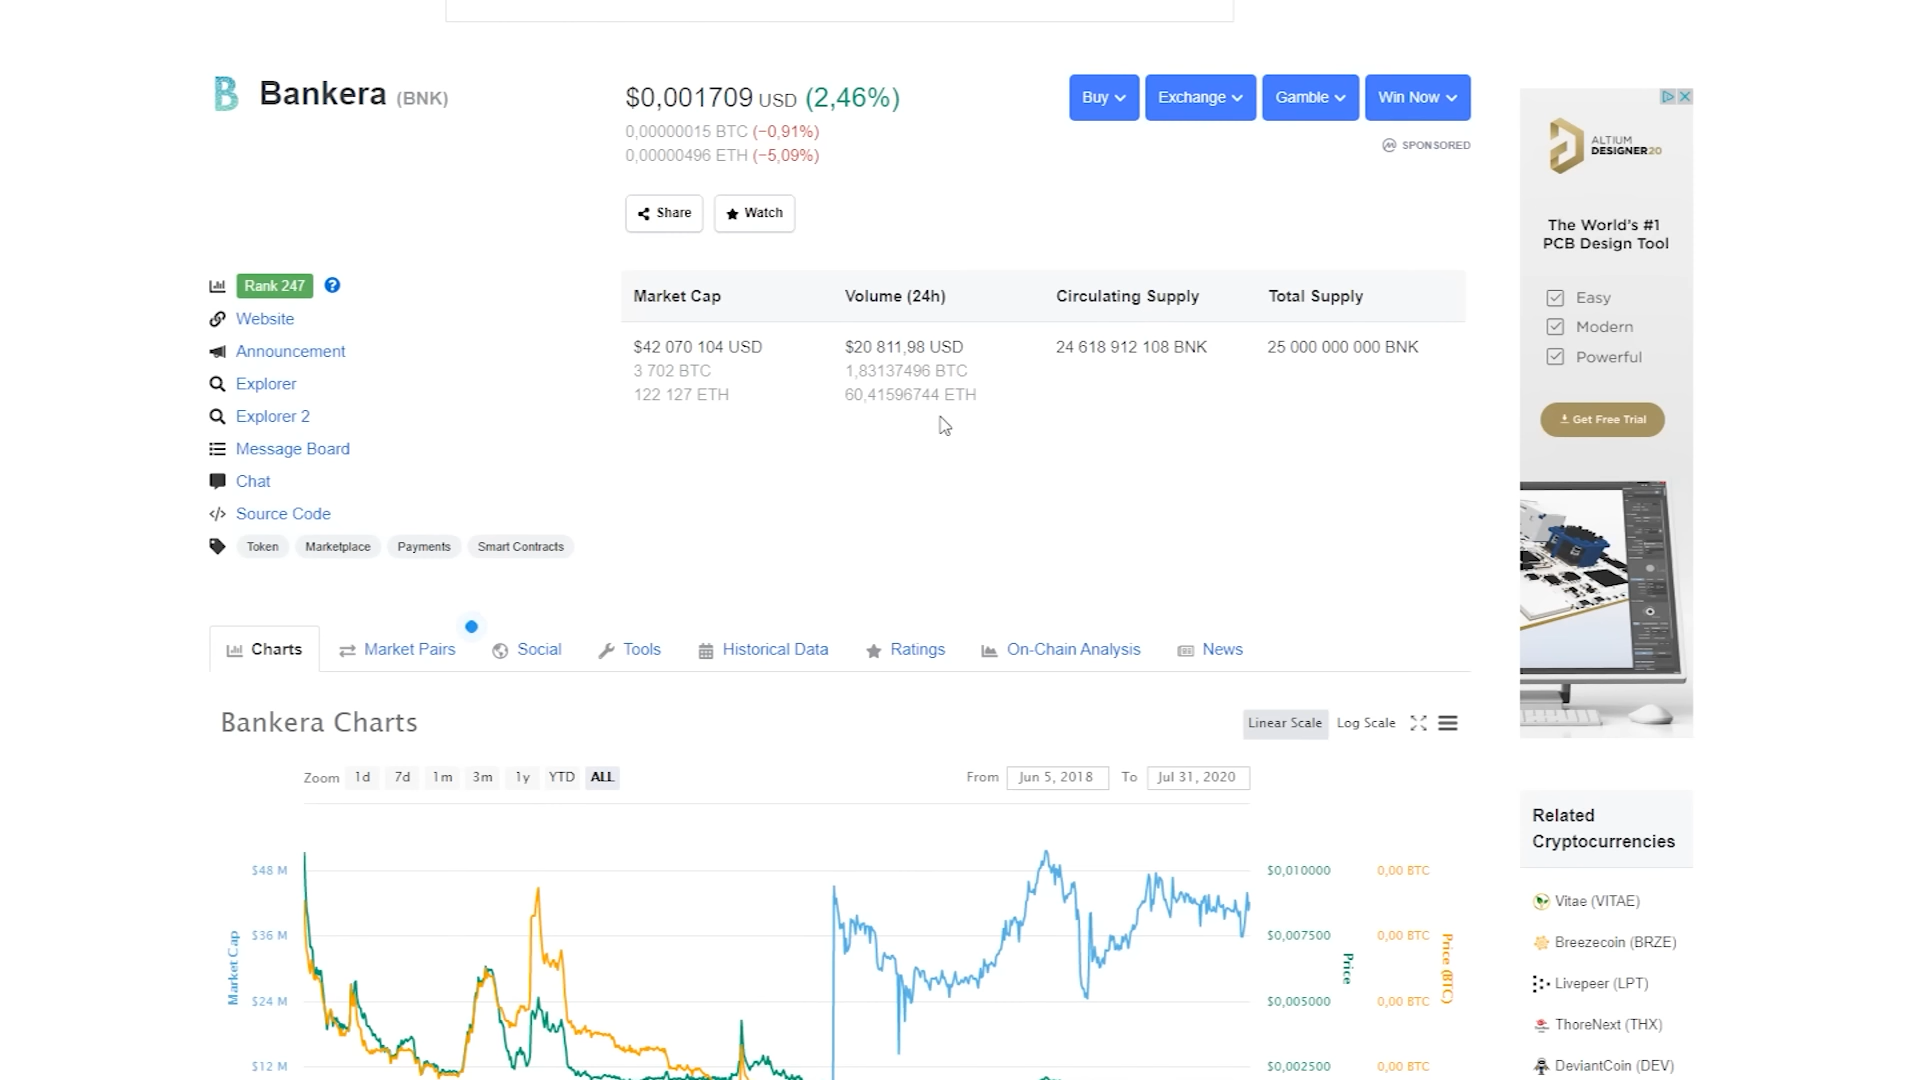 Bankera (BNK)
$0,001709 USD (2,46%)
0,00000015 BTC (−0,91%)
0,00000496 ETH (−5,09%)
Buy
Exchange
Gamble
Win Now
SPONSORED
Share
Watch
Rank 247
Website
Announcement
Explorer
Explorer 2
Message Board
Chat
Source Code
Token
Marketplace
Payments
Smart Contracts
Market Cap
Volume (24h)
Circulating Supply
Total Supply
$42 070 104 USD
$20 811,98 USD
24 618 912 108 BNK
25 000 000 000 BNK
3 702 BTC
1,83137496 BTC
122 127 ETH
60,41596744 ETH
Charts
Market Pairs
Social
Tools
Historical Data
Ratings
On-Chain Analysis
News
Bankera Charts
Linear Scale
Log Scale
Zoom
1d
7d
1m
3m
1y
YTD
ALL
From
Jun 5, 2018
To
Jul 31, 2020
$48 M
$36 M
$24 M
$12 M
Market Cap
$0,010000
$0,007500
$0,005000
$0,002500
Price
0,00 BTC
0,00 BTC
0,00 BTC
0,00 BTC
Price (BTC)
ALTIUM
DESIGNER20
The World's #1
PCB Design Tool
Easy
Modern
Powerful
Get Free Trial
Related
Cryptocurrencies
Vitae (VITAE)
Breezecoin (BRZE)
Livepeer (LPT)
ThoreNext (THX)
DeviantCoin (DEV)